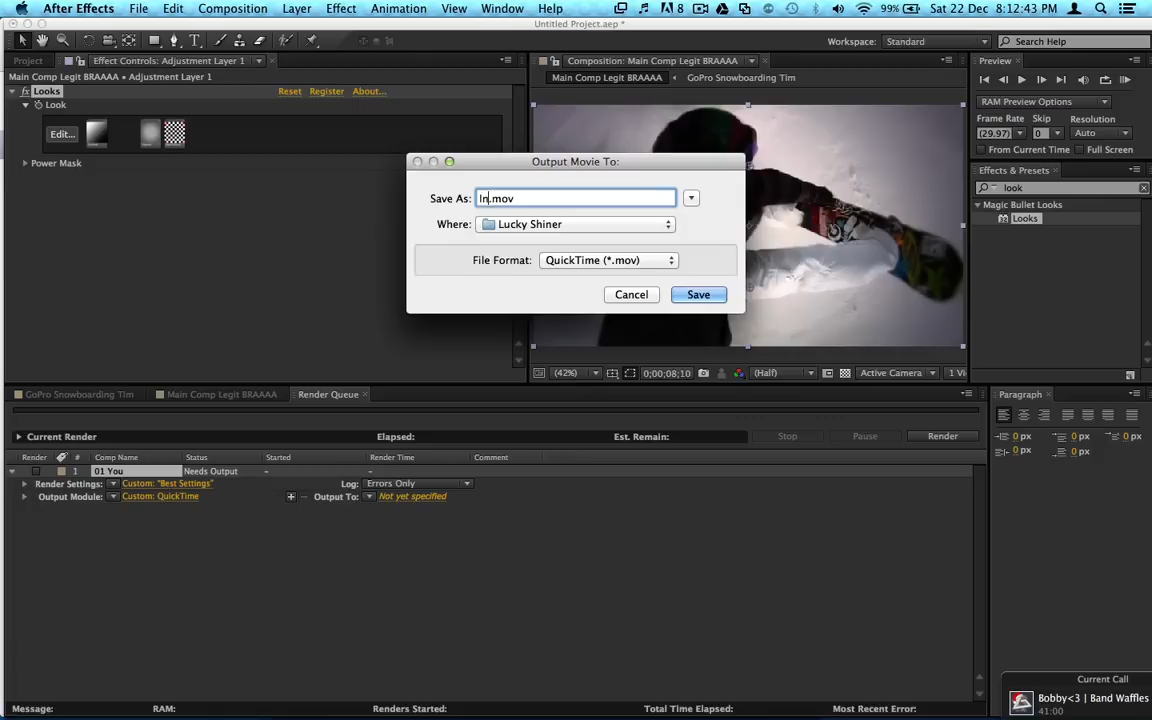 After Effects File Edit Composition Layer Effect Animation View Window Help 8 99% Sat 22 Dec 8:12:43 PM
Untitled Project.aep *
Workspace: Standard Search Help
Project Effect Controls: Adjustment Layer 1
Main Comp Legit BRAAAA • Adjustment Layer 1
fx Looks Reset Register About...
Look
Edit...
Power Mask
Composition: Main Comp Legit BRAAAA
Main Comp Legit BRAAAA GoPro Snowboarding Tim
Preview
RAM Preview Options
Frame Rate Skip Resolution
(29.97) 0 Auto
From Current Time Full Screen
Effects & Presets
look
Magic Bullet Looks
Looks
Output Movie To:
Save As: In.mov
Where: Lucky Shiner
File Format: QuickTime (*.mov)
Cancel Save
(42%) 0;00;08;10 (Half) Active Camera 1 Vi
GoPro Snowboarding Tim Main Comp Legit BRAAAA Render Queue
Current Render Elapsed: Est. Remain: Stop Pause Render
Render # Comp Name Status Started Render Time Comment
1 01 You Needs Output - -
Render Settings: Custom: "Best Settings" Log: Errors Only
Output Module: Custom: QuickTime Output To: Not yet specified
Paragraph
0 px 0 px 0 px
0 px 0 px
Message: RAM: Renders Started: Total Time Elapsed: Most Recent Error:
Current Call
Bobby<3 | Band Waffles
41:00